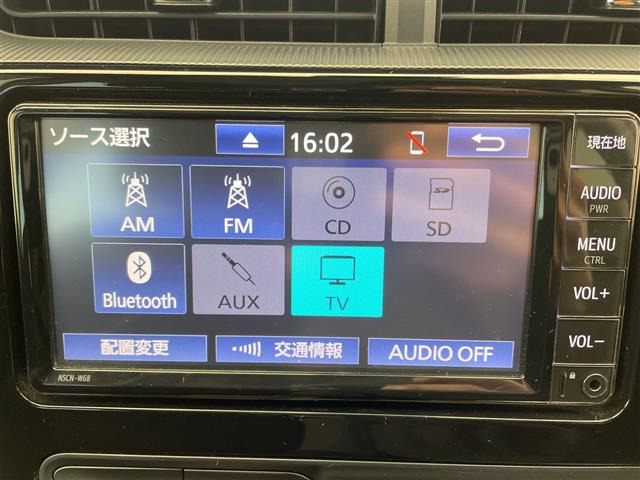 ソース選択
16:02
現在地
AM
FM
CD
SD
AUDIO
PWR
MENU
CTRL
Bluetooth
AUX
TV
VOL+
VOL-
配置変更
交通情報
AUDIO OFF
NSCN-W68